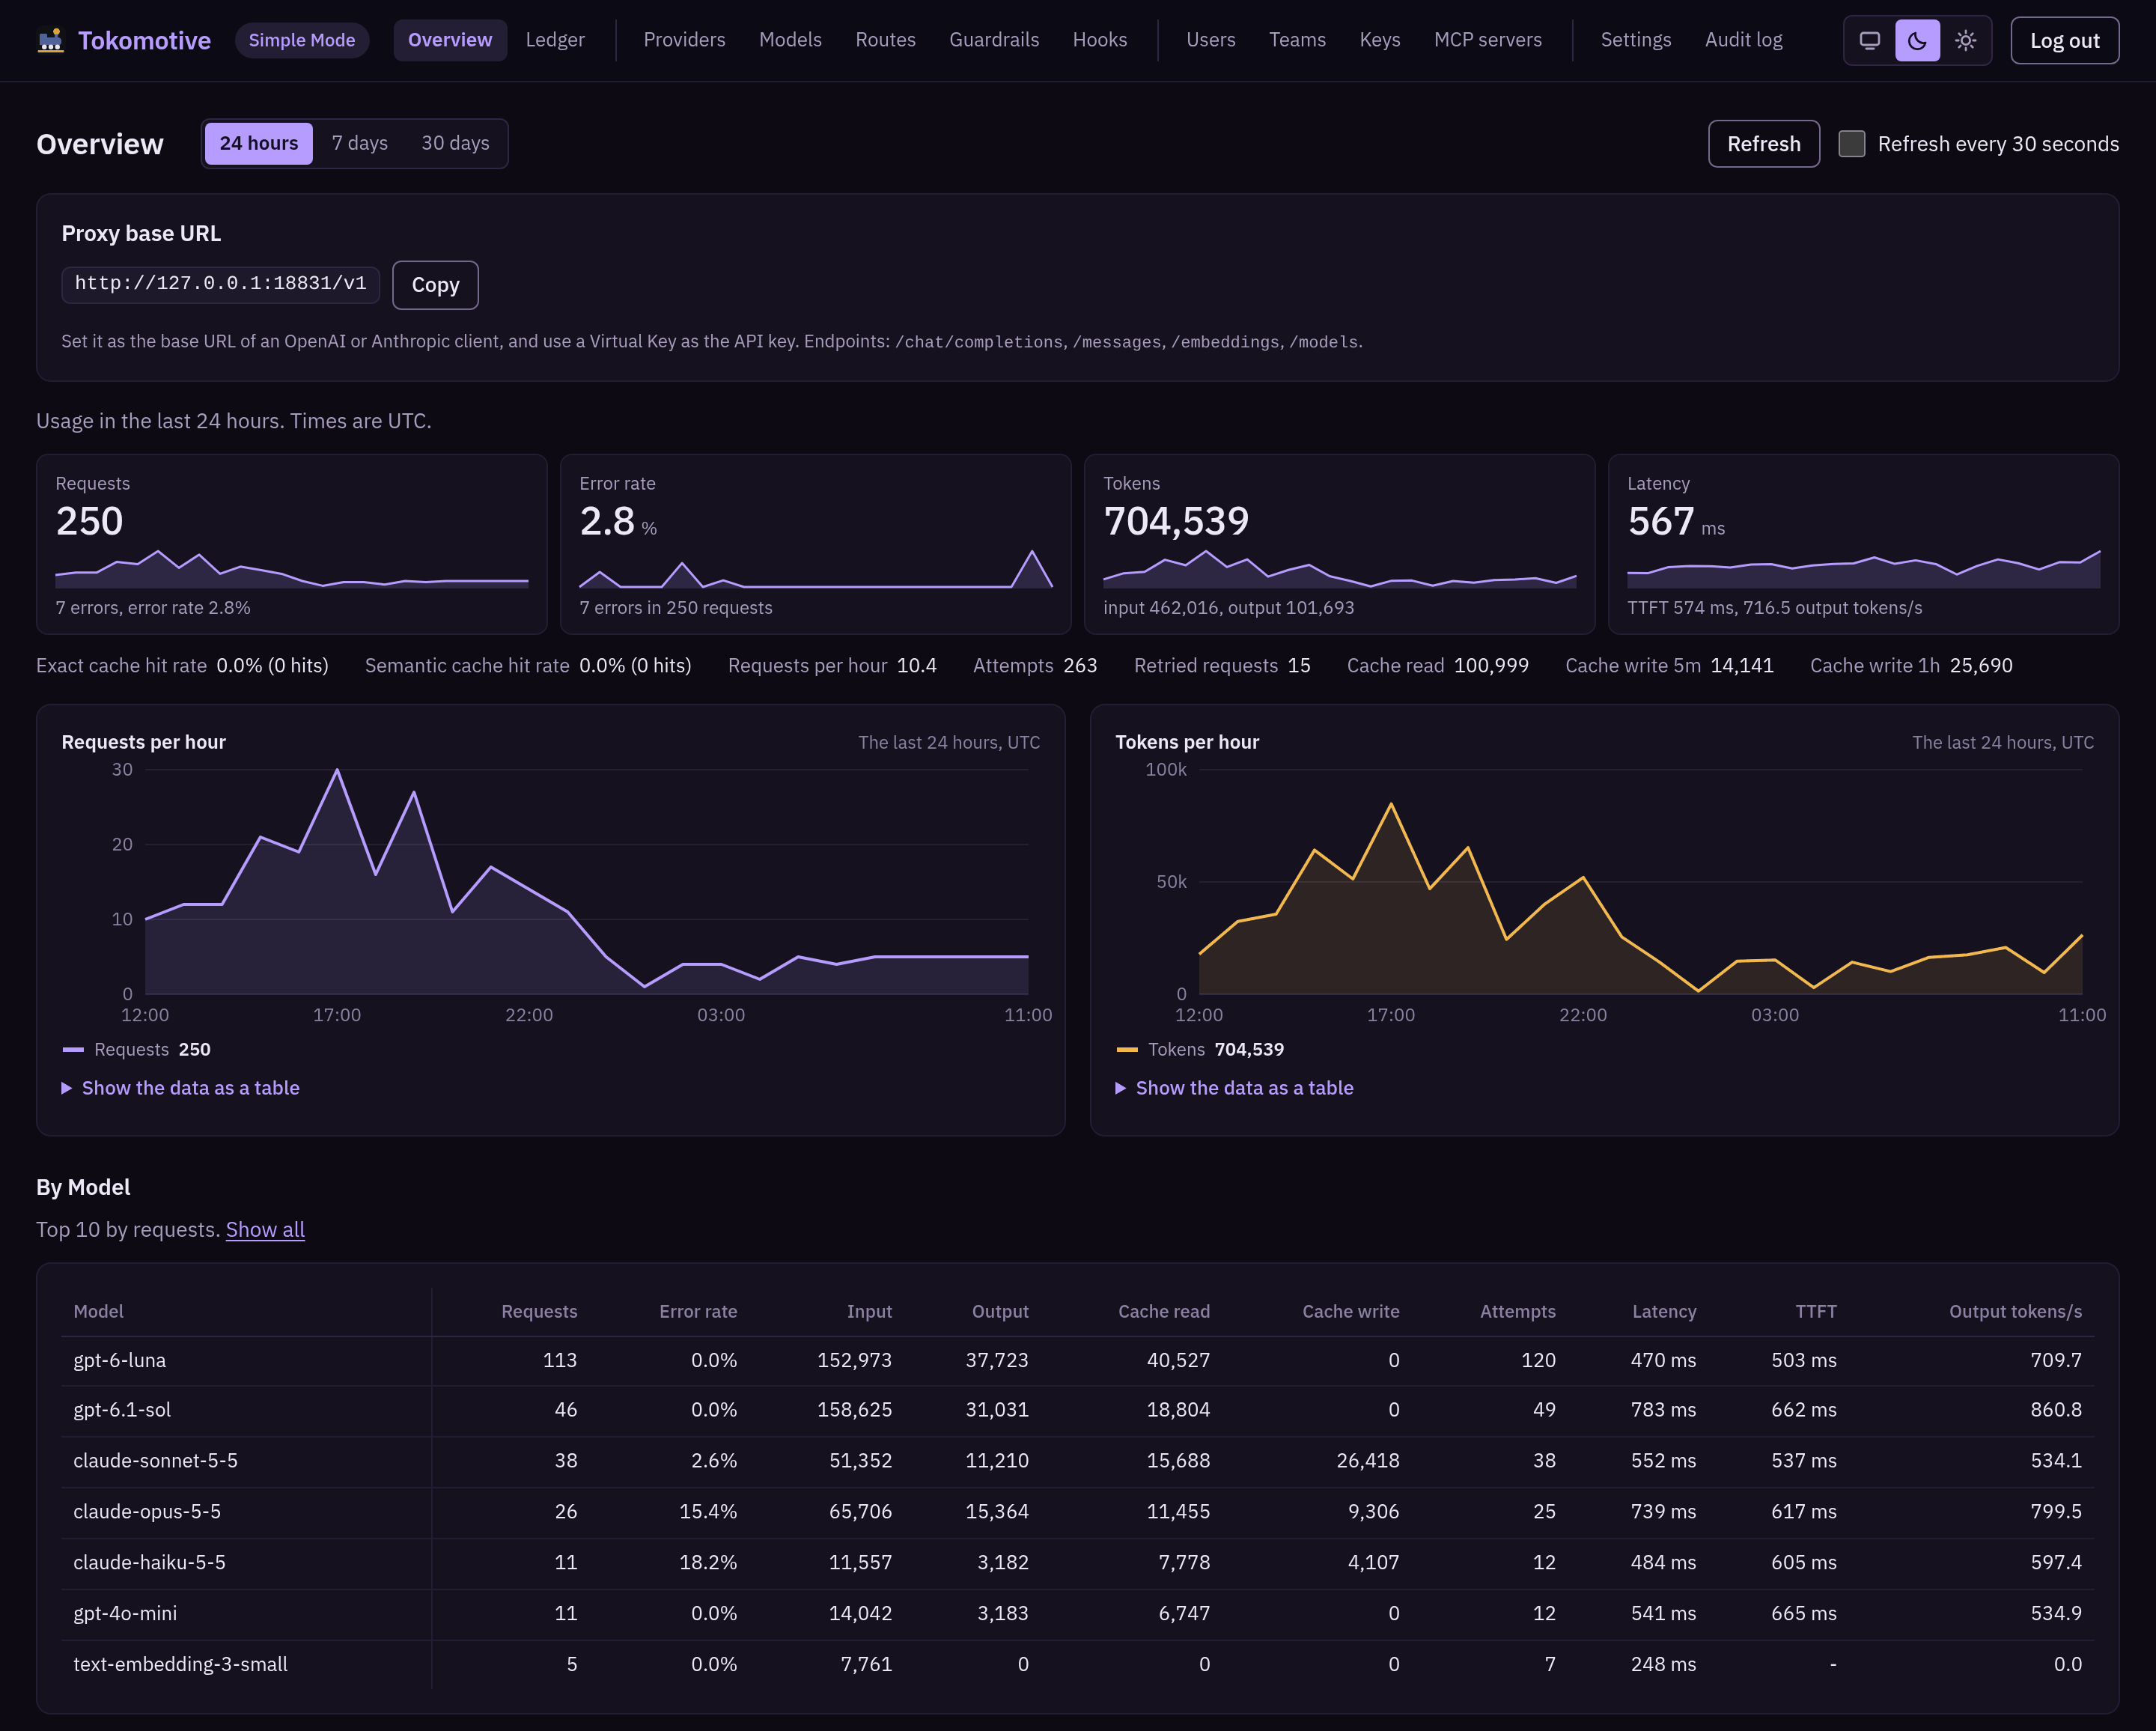 Tokomotive Simple Mode Overview Ledger Providers Models Routes Guardrails Hooks Users Teams Keys MCP servers Settings Audit log Log out
Overview 24 hours 7 days 30 days Refresh Refresh every 30 seconds
Proxy base URL
http://127.0.0.1:18831/v1 Copy
Set it as the base URL of an OpenAI or Anthropic client, and use a Virtual Key as the API key. Endpoints: /chat/completions, /messages, /embeddings, /models.
Usage in the last 24 hours. Times are UTC.
Requests
250
7 errors, error rate 2.8%
Error rate
2.8 %
7 errors in 250 requests
Tokens
704,539
input 462,016, output 101,693
Latency
567 ms
TTFT 574 ms, 716.5 output tokens/s
Exact cache hit rate 0.0% (0 hits) Semantic cache hit rate 0.0% (0 hits) Requests per hour 10.4 Attempts 263 Retried requests 15 Cache read 100,999 Cache write 5m 14,141 Cache write 1h 25,690
Requests per hour The last 24 hours, UTC
30
20
10
0
12:00 17:00 22:00 03:00 11:00
Requests 250
Show the data as a table
Tokens per hour The last 24 hours, UTC
100k
50k
0
12:00 17:00 22:00 03:00 11:00
Tokens 704,539
Show the data as a table
By Model
Top 10 by requests. Show all
Model Requests Error rate Input Output Cache read Cache write Attempts Latency TTFT Output tokens/s
gpt-6-luna 113 0.0% 152,973 37,723 40,527 0 120 470 ms 503 ms 709.7
gpt-6.1-sol 46 0.0% 158,625 31,031 18,804 0 49 783 ms 662 ms 860.8
claude-sonnet-5-5 38 2.6% 51,352 11,210 15,688 26,418 38 552 ms 537 ms 534.1
claude-opus-5-5 26 15.4% 65,706 15,364 11,455 9,306 25 739 ms 617 ms 799.5
claude-haiku-5-5 11 18.2% 11,557 3,182 7,778 4,107 12 484 ms 605 ms 597.4
gpt-4o-mini 11 0.0% 14,042 3,183 6,747 0 12 541 ms 665 ms 534.9
text-embedding-3-small 5 0.0% 7,761 0 0 0 7 248 ms - 0.0